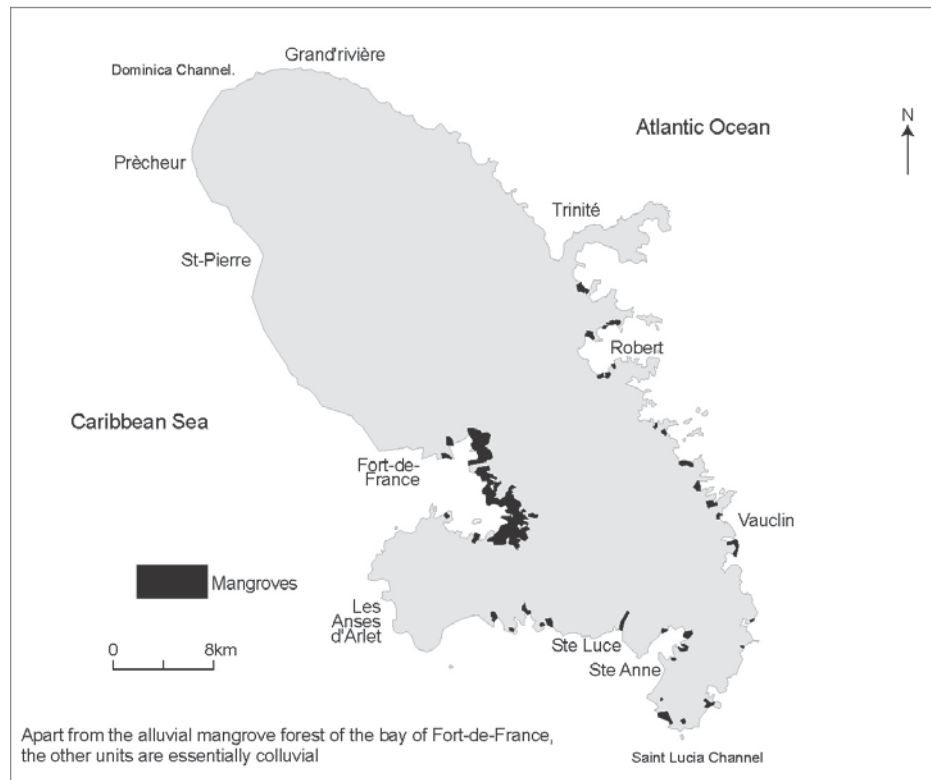 Grand'rivière
Dominica Channel.
N
Atlantic Ocean
Prècheur
Trinité
St-Pierre
Robert
Caribbean Sea
Fort-de-
France
Vauclin
Mangroves
Les
Anses
d'Arlet
Ste Luce
0 8km
Ste Anne
Apart from the alluvial mangrove forest of the bay of Fort-de-France,
the other units are essentially colluvial
Saint Lucia Channel